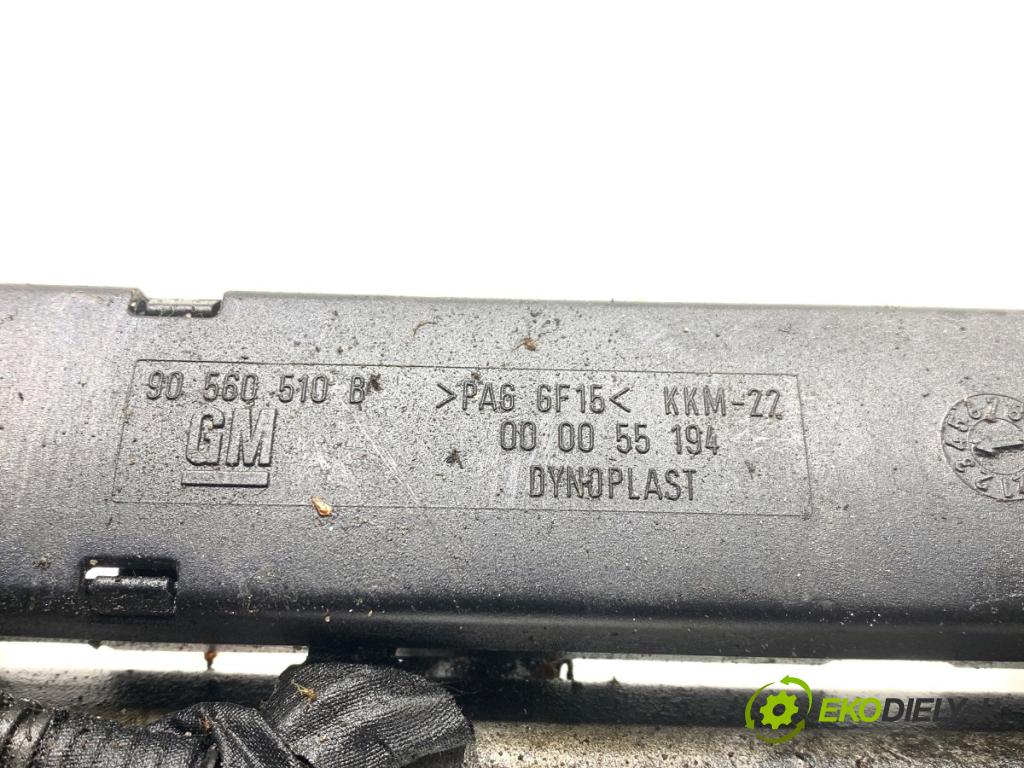 90 560 510 B >PA6 GF15< KKM-22
GM 00 00 55 194
DYNOPLAST
EKODIELY